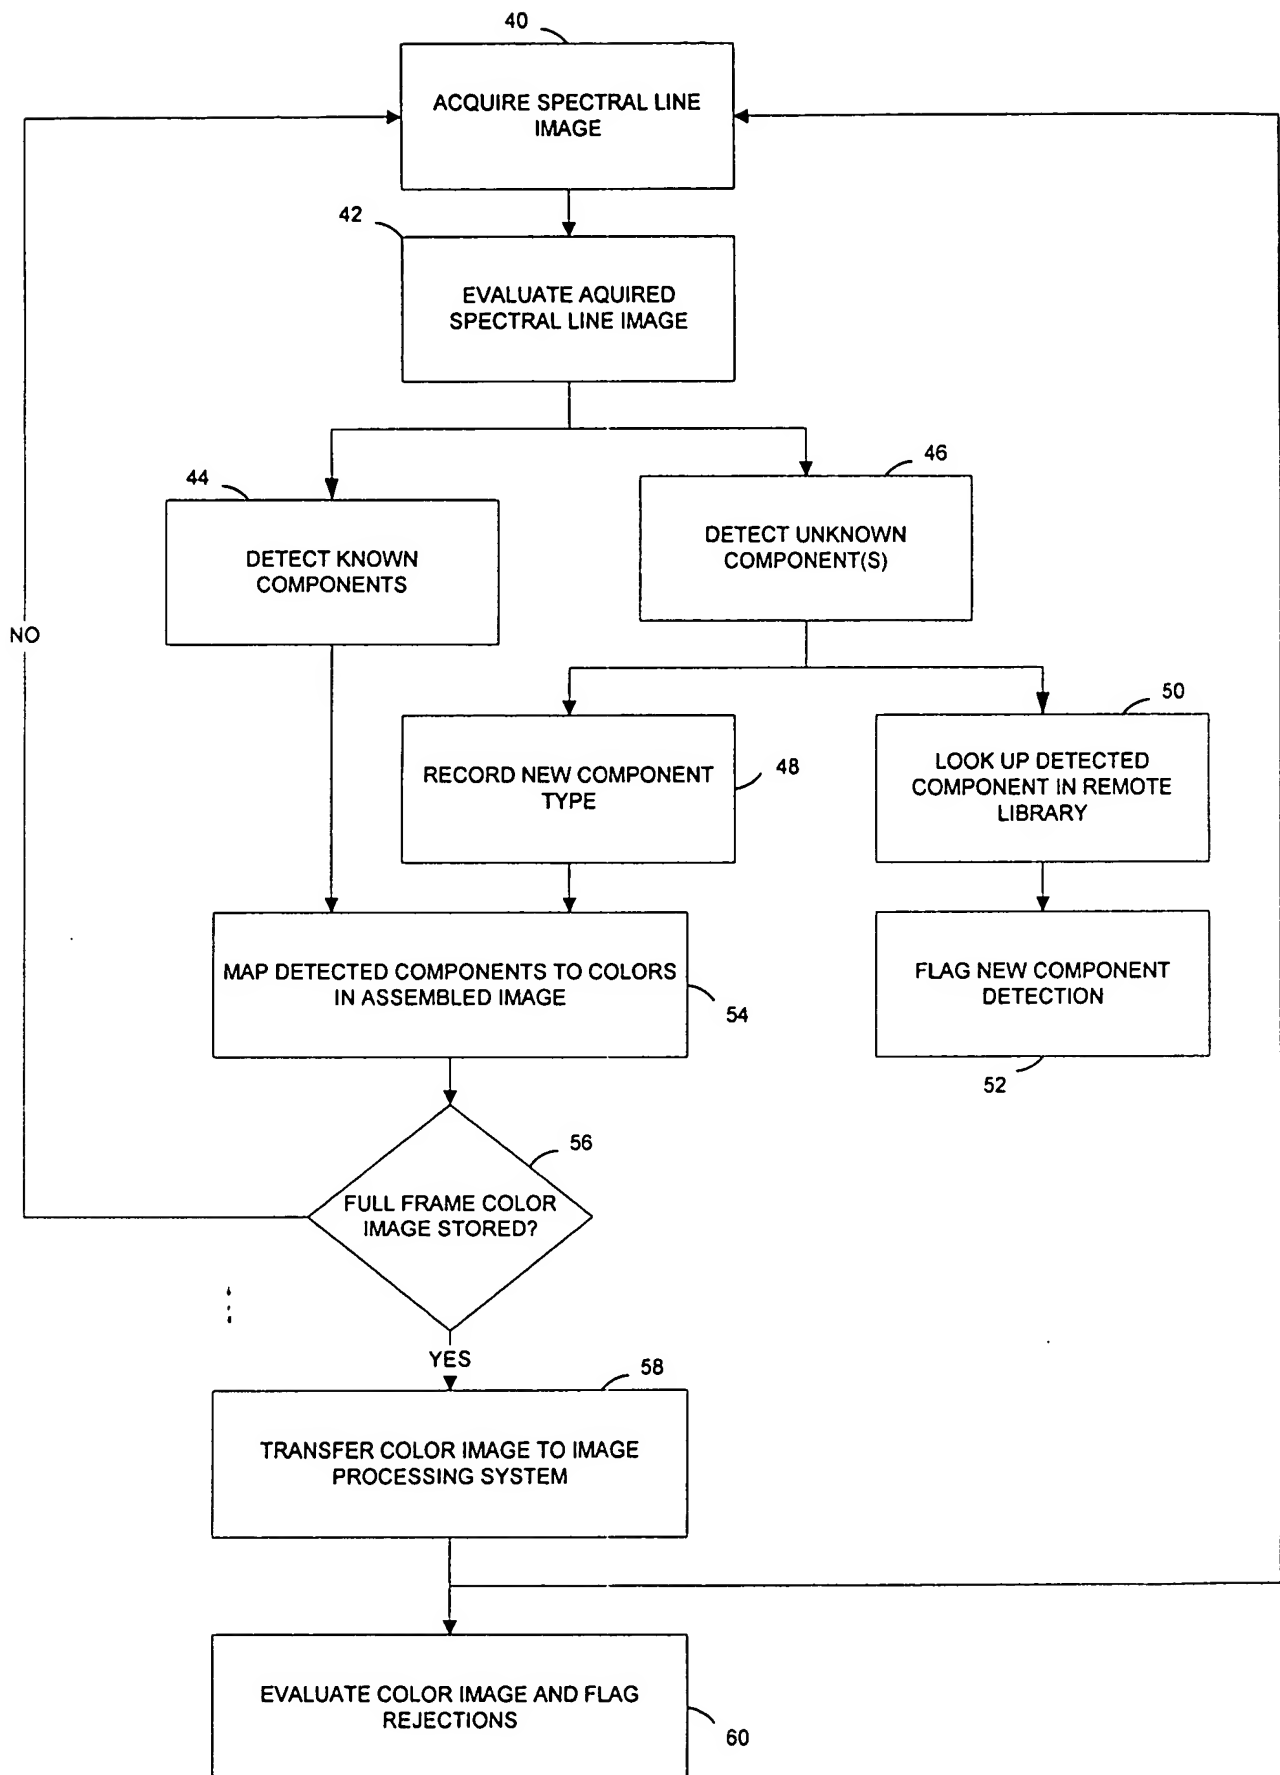 40
ACQUIRE SPECTRAL LINE
IMAGE
42
EVALUATE AQUIRED
SPECTRAL LINE IMAGE
44
DETECT KNOWN
COMPONENTS
46
DETECT UNKNOWN
COMPONENT(S)
NO
RECORD NEW COMPONENT
TYPE
48
50
LOOK UP DETECTED
COMPONENT IN REMOTE
LIBRARY
MAP DETECTED COMPONENTS TO COLORS
IN ASSEMBLED IMAGE
54
FLAG NEW COMPONENT
DETECTION
52
56
FULL FRAME COLOR
IMAGE STORED?
YES
58
TRANSFER COLOR IMAGE TO IMAGE
PROCESSING SYSTEM
EVALUATE COLOR IMAGE AND FLAG
REJECTIONS
60